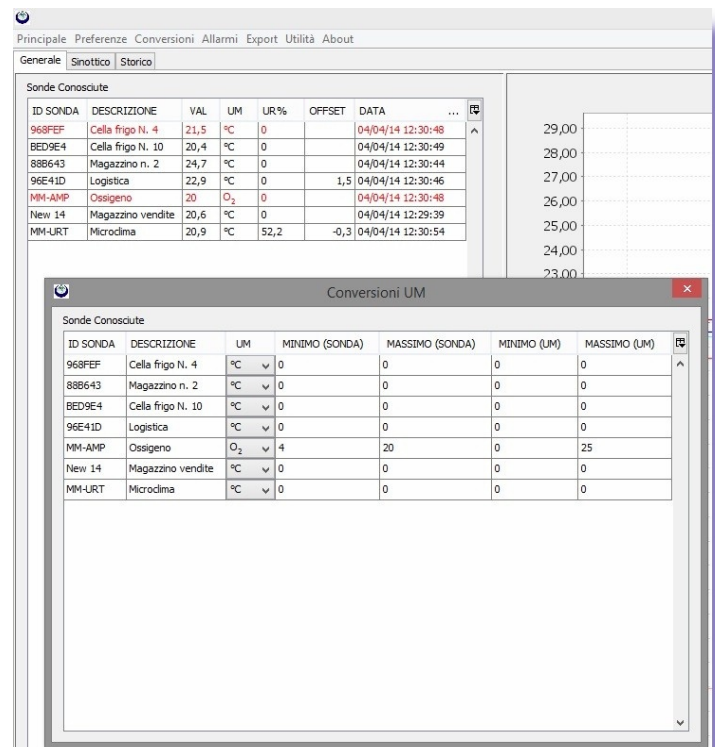 Principale Preferenze Conversioni Allarmi Export Utilità About
Generale Sinottico Storico
Sonde Conosciute
ID SONDA DESCRIZIONE VAL UM UR% OFFSET DATA ...
968FEF Cella frigo N. 4 21,5 °C 0 04/04/14 12:30:48
BED9E4 Cella frigo N. 10 20,4 °C 0 04/04/14 12:30:49
88B643 Magazzino n. 2 24,7 °C 0 04/04/14 12:30:44
96E41D Logistica 22,9 °C 0 1,5 04/04/14 12:30:46
MM-AMP Ossigeno 20 O₂ 0 04/04/14 12:30:48
New 14 Magazzino vendite 20,6 °C 0 04/04/14 12:29:39
MM-URT Microclima 20,9 °C 52,2 -0,3 04/04/14 12:30:54
29,00
28,00
27,00
26,00
25,00
24,00
23,00
Conversioni UM
Sonde Conosciute
ID SONDA DESCRIZIONE UM MINIMO (SONDA) MASSIMO (SONDA) MINIMO (UM) MASSIMO (UM)
968FEF Cella frigo N. 4 °C 0 0 0 0
88B643 Magazzino n. 2 °C 0 0 0 0
BED9E4 Cella frigo N. 10 °C 0 0 0 0
96E41D Logistica °C 0 0 0 0
MM-AMP Ossigeno O₂ 4 20 0 25
New 14 Magazzino vendite °C 0 0 0 0
MM-URT Microclima °C 0 0 0 0